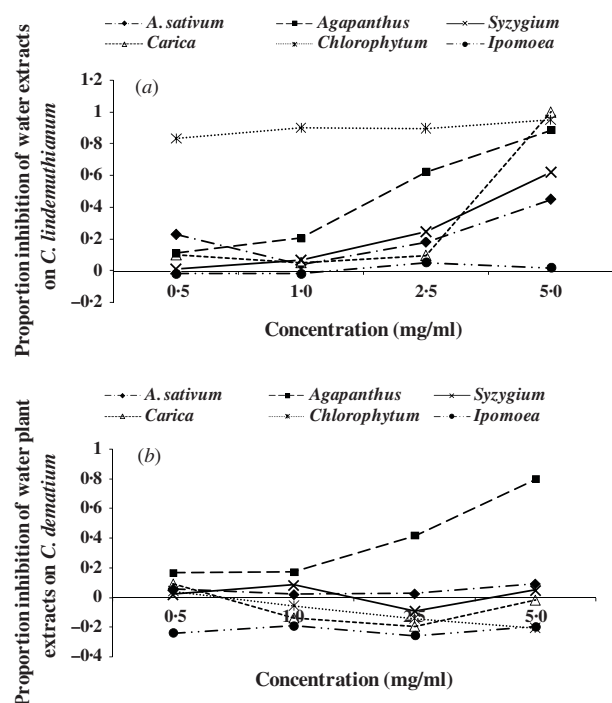 A. sativum Agapanthus Syzygium
Carica Chlorophytum Ipomoea
Proportion inhibition of water extracts
on C. lindemuthianum
(a)
1·2
1
0·8
0·6
0·4
0·2
0
–0·2
0·5 1·0 2·5 5·0
Concentration (mg/ml)
A. sativum Agapanthus Syzygium
Carica Chlorophytum Ipomoea
Proportion inhibition of water plant
extracts on C. dematium
(b)
1
0·8
0·6
0·4
0·2
0
–0·2
–0·4
0·5 1·0 5·0
Concentration (mg/ml)